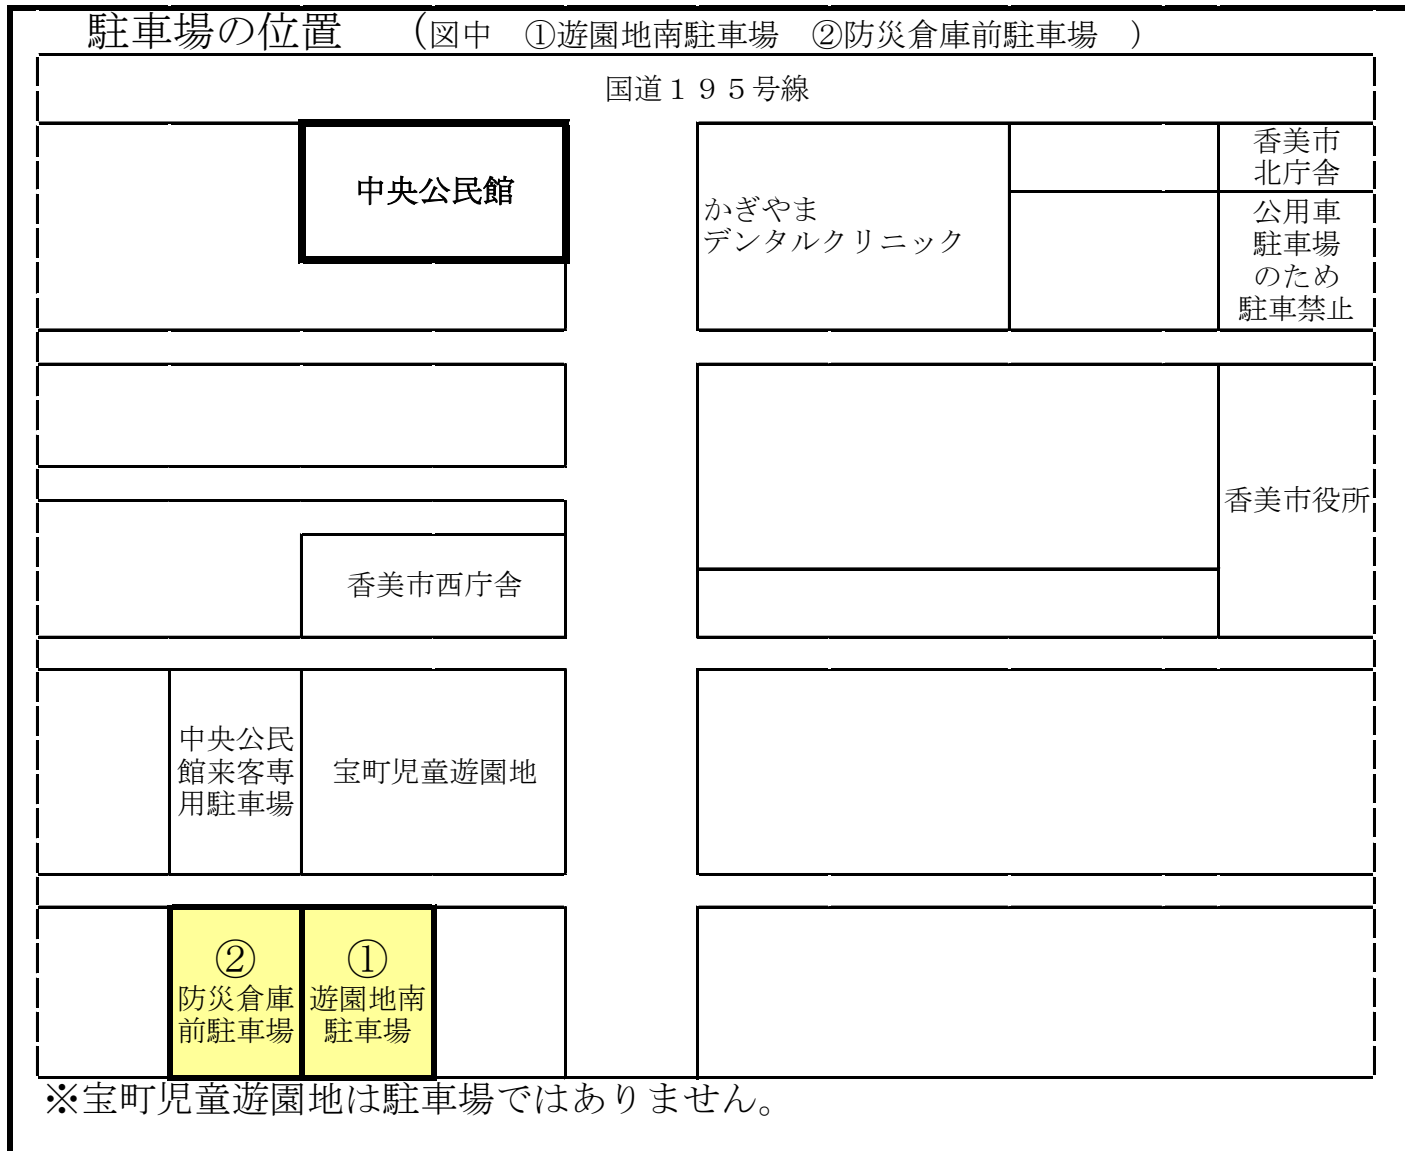 駐車場の位置　（図中　①遊園地南駐車場　②防災倉庫前駐車場　）
国道１９５号線
中央公民館
かぎやま
デンタルクリニック
香美市
北庁舎
公用車
駐車場
のため
駐車禁止
香美市役所
香美市西庁舎
中央公民
館来客専
用駐車場
宝町児童遊園地
②
防災倉庫
前駐車場
①
遊園地南
駐車場
※宝町児童遊園地は駐車場ではありません。